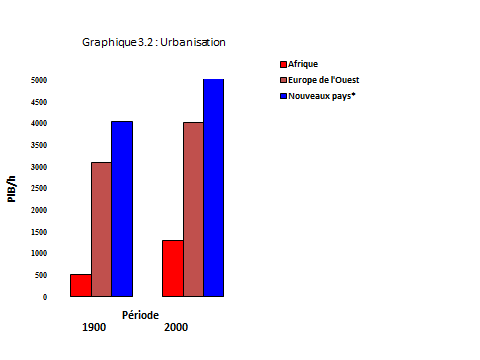 Graphique 3.2 : Urbanisation
Afrique
Europe de l'Ouest
Nouveaux pays*
5000
4500
4000
3500
3000
2500
2000
1500
1000
500
0
PIB/h
Période
1900 2000